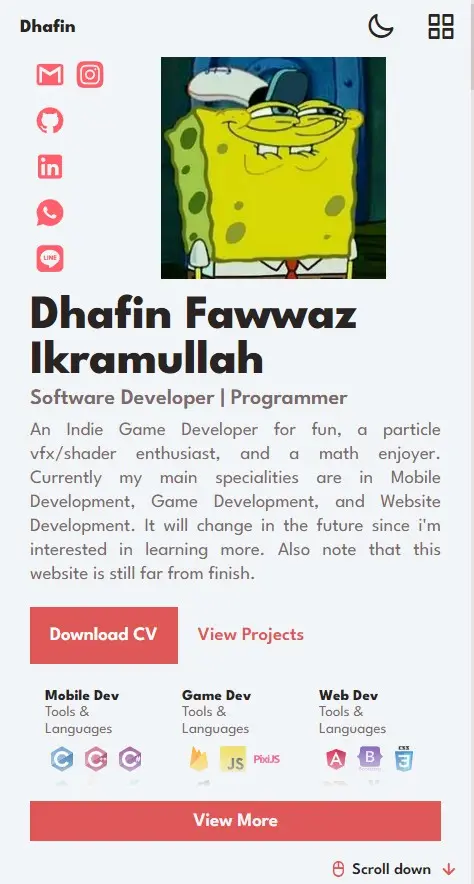 Dhafin
LINE
Dhafin Fawwaz
Ikramullah
Software Developer | Programmer
An Indie Game Developer for fun, a particle
vfx/shader enthusiast, and a math enjoyer.
Currently my main specialities are in Mobile
Development, Game Development, and Website
Development. It will change in the future since i'm
interested in learning more. Also note that this
website is still far from finish.
Download CV View Projects
Mobile Dev Game Dev Web Dev
Tools & Tools & Tools &
Languages Languages Languages
C C++ C# JS PixiJS A B CSS 3
View More
Scroll down